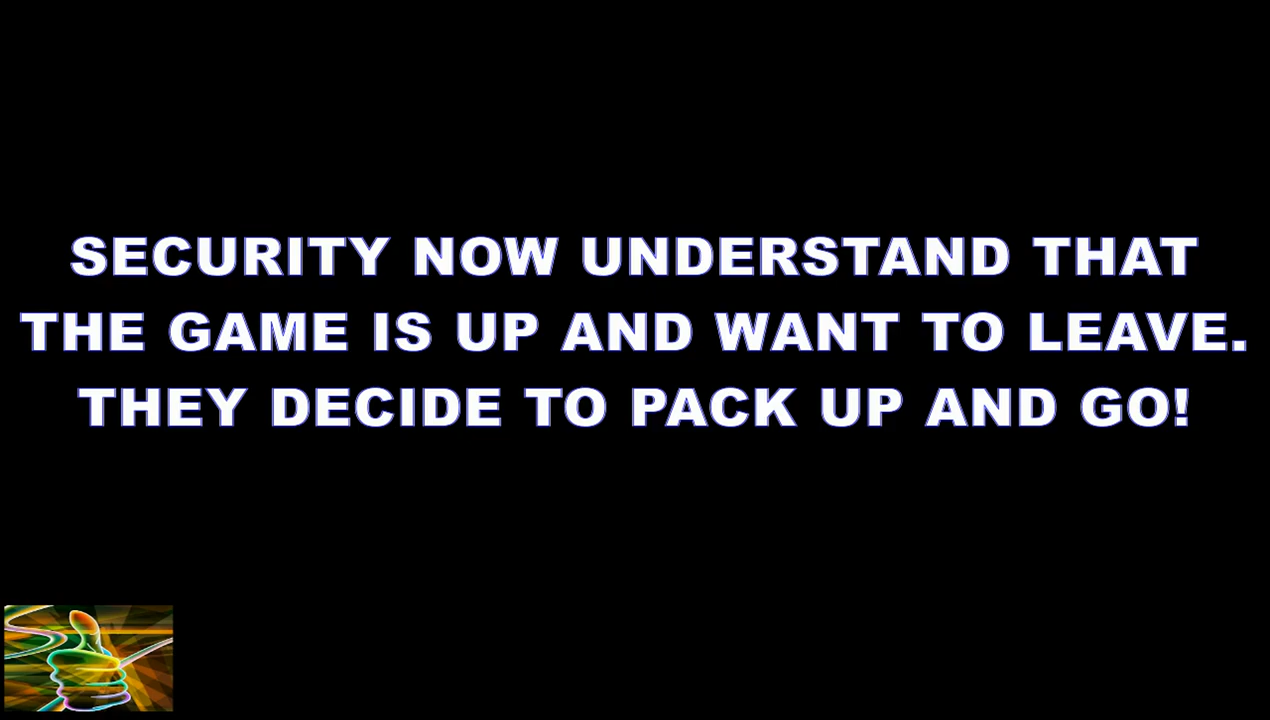 SECURITY NOW UNDERSTAND THAT
THE GAME IS UP AND WANT TO LEAVE.
THEY DECIDE TO PACK UP AND GO!